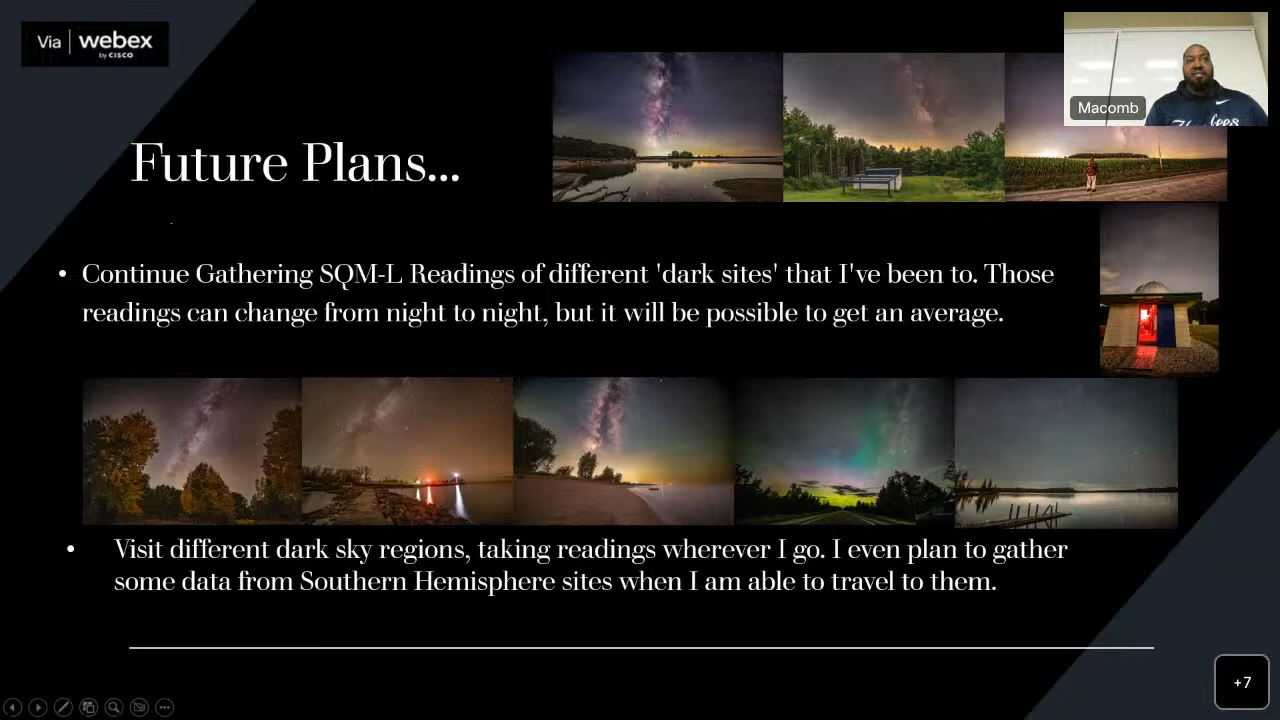 Via | webex
by CISCO
Macomb
Future Plans...
• Continue Gathering SQM-L Readings of different 'dark sites' that I've been to. Those
readings can change from night to night, but it will be possible to get an average.
• Visit different dark sky regions, taking readings wherever I go. I even plan to gather
some data from Southern Hemisphere sites when I am able to travel to them.
+7